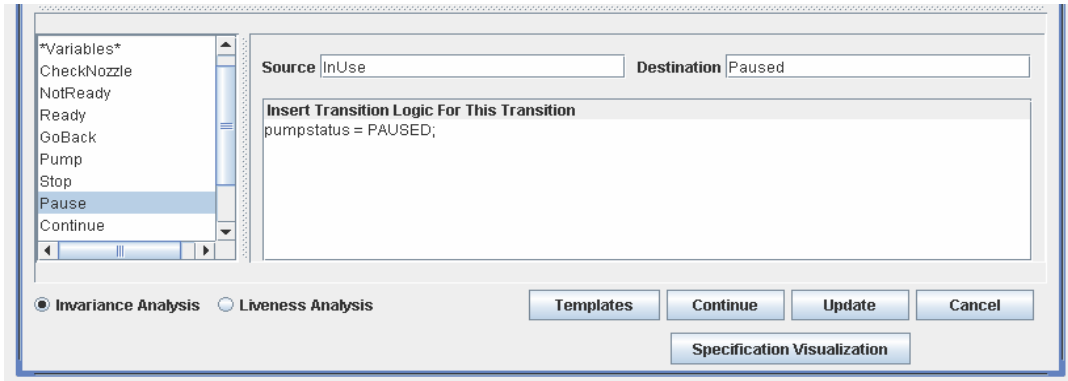 *Variables*
CheckNozzle
NotReady
Ready
GoBack
Pump
Stop
Pause
Continue
Source InUse Destination Paused
Insert Transition Logic For This Transition
pumpstatus = PAUSED;
Invariance Analysis Liveness Analysis Templates Continue Update Cancel
Specification Visualization